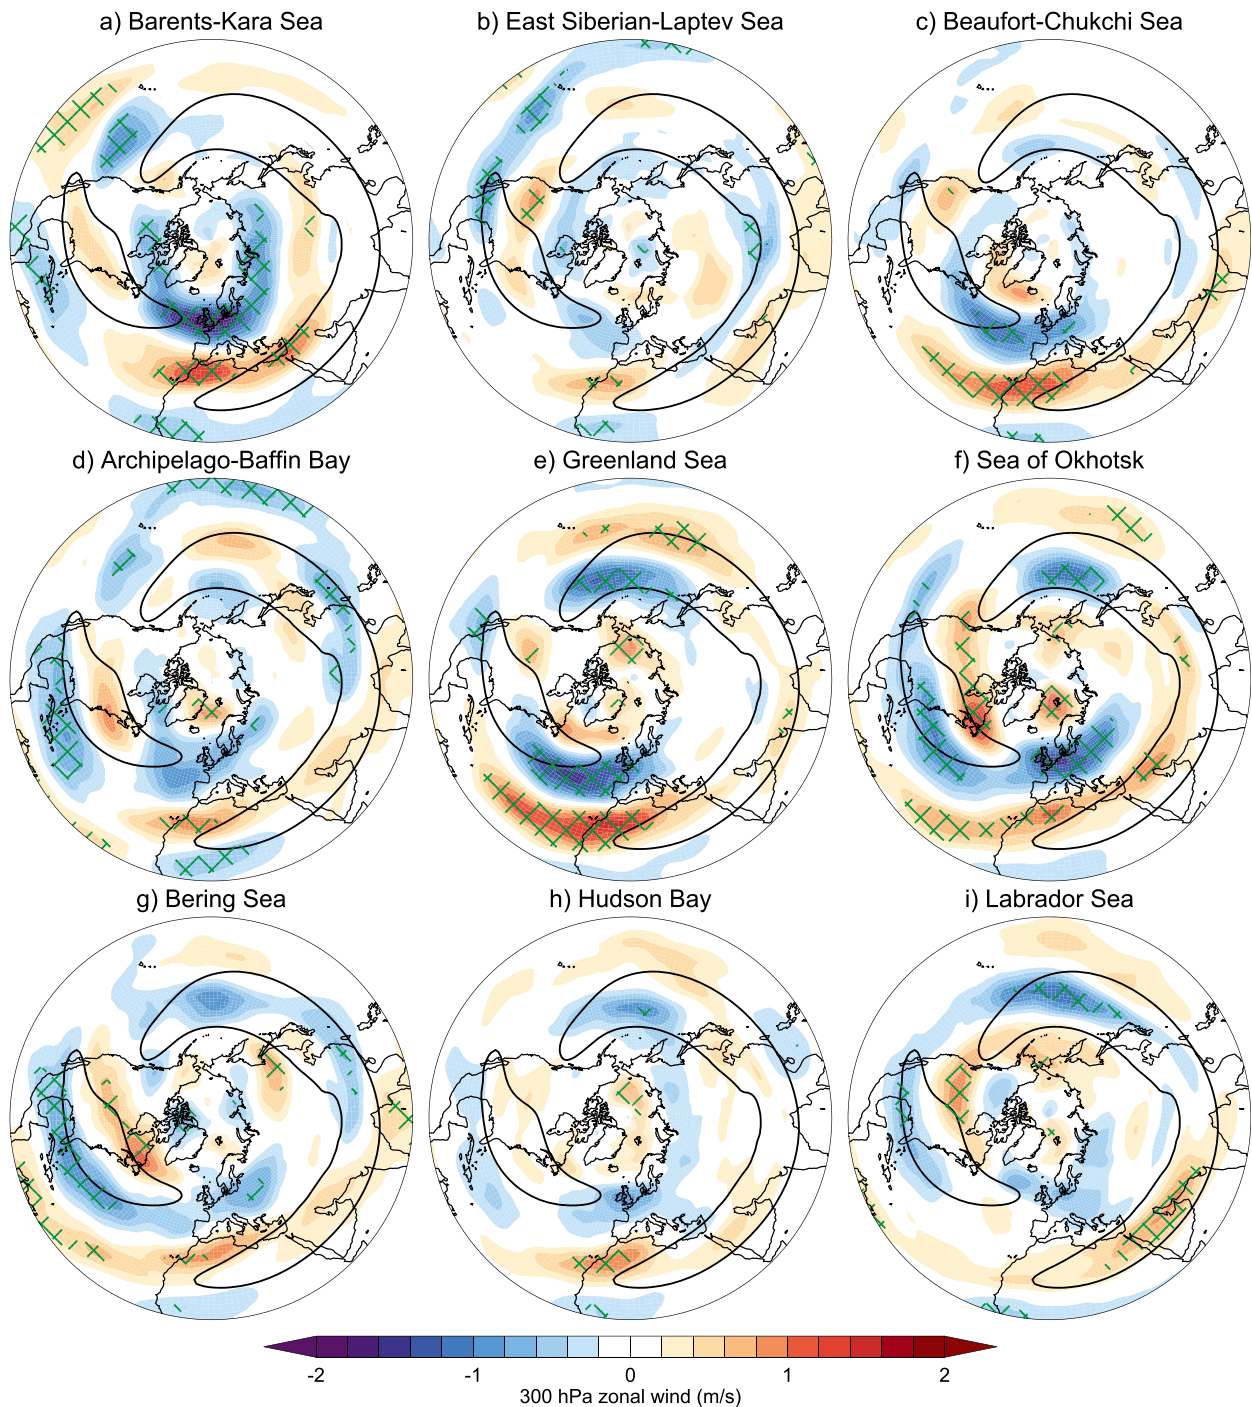 a) Barents-Kara Sea
b) East Siberian-Laptev Sea
c) Beaufort-Chukchi Sea
d) Archipelago-Baffin Bay
e) Greenland Sea
f) Sea of Okhotsk
g) Bering Sea
h) Hudson Bay
i) Labrador Sea
-2 -1 0 1 2
300 hPa zonal wind (m/s)